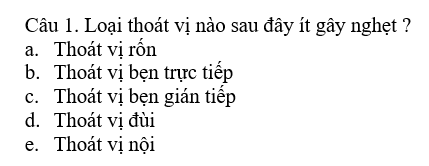 Câu 1. Loại thoát vị nào sau đây ít gây nghẹt ?
a. Thoát vị rốn
b. Thoát vị bẹn trực tiếp
c. Thoát vị bẹn gián tiếp
d. Thoát vị đùi
e. Thoát vị nội